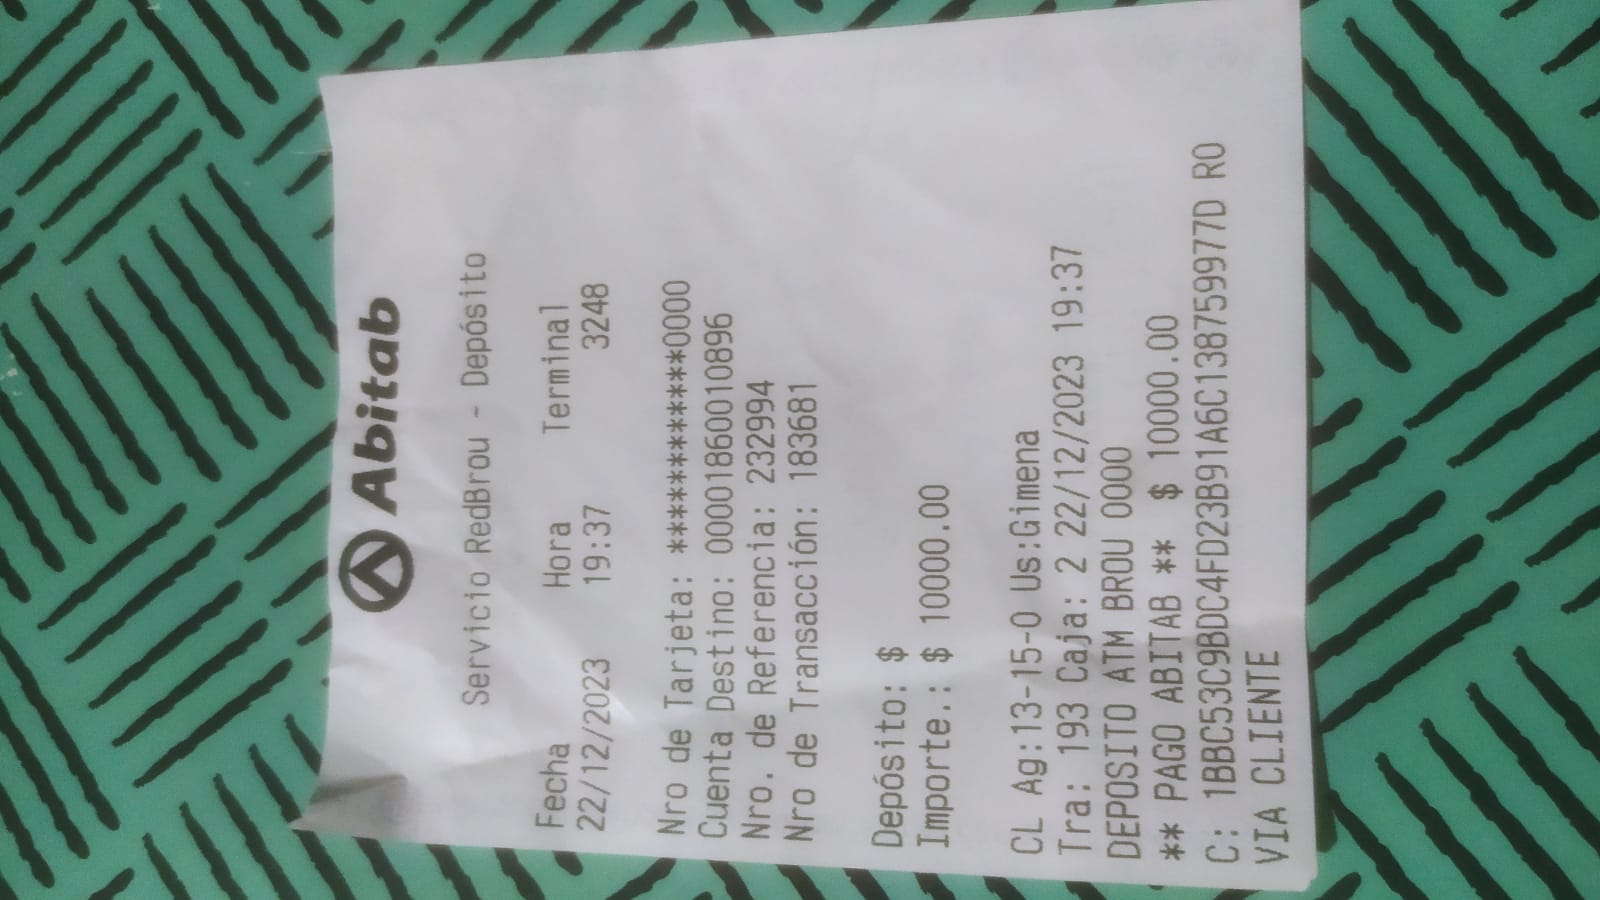 Abitab
Servicio RedBrou - Depósito
Fecha Hora Terminal
22/12/2023 19:37 3248
Nro de Tarjeta: ************0000
Cuenta Destino: 00001860010896
Nro. de Referencia: 232994
Nro de Transacción: 183681
Depósito: $
Importe.: $ 10000.00
CL Ag:13-15-0 Us:Gimena
Tra: 193 Caja: 2 22/12/2023 19:37
DEPOSITO ATM BROU 0000
** PAGO ABITAB ** $ 10000.00
C: 1BBC53C9BDC4FD23B91A6C138759977D RO
VIA CLIENTE